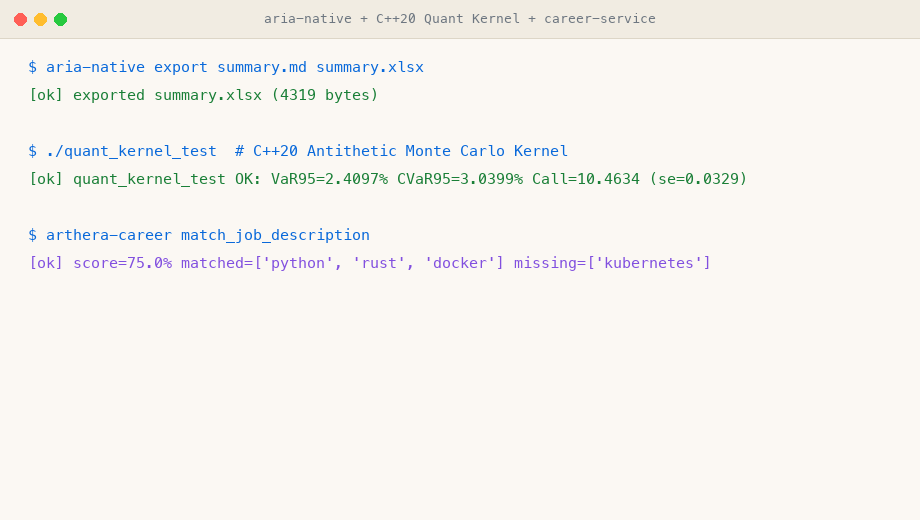 aria-native + C++20 Quant Kernel + career-service
$ aria-native export summary.md summary.xlsx
[ok] exported summary.xlsx (4319 bytes)
$ ./quant_kernel_test  # C++20 Antithetic Monte Carlo Kernel
[ok] quant_kernel_test OK: VaR95=2.4097% CVaR95=3.0399% Call=10.4634 (se=0.0329)
$ arthera-career match_job_description
[ok] score=75.0% matched=['python', 'rust', 'docker'] missing=['kubernetes']